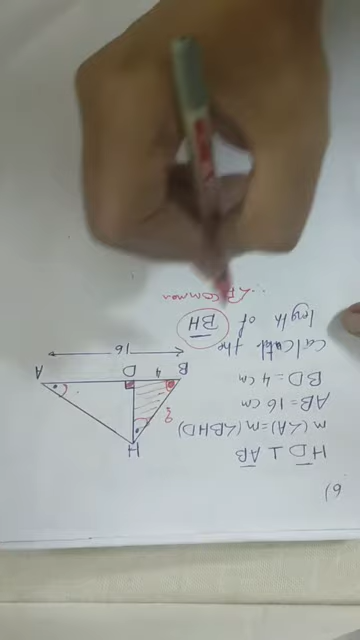 6)
HD ⊥ AB
m(∠A)=m(∠BHD)
AB = 16 cm
BD = 4 cm
calculate the
length of BH
∴ ∠B common
H
?
B 4 D A
16